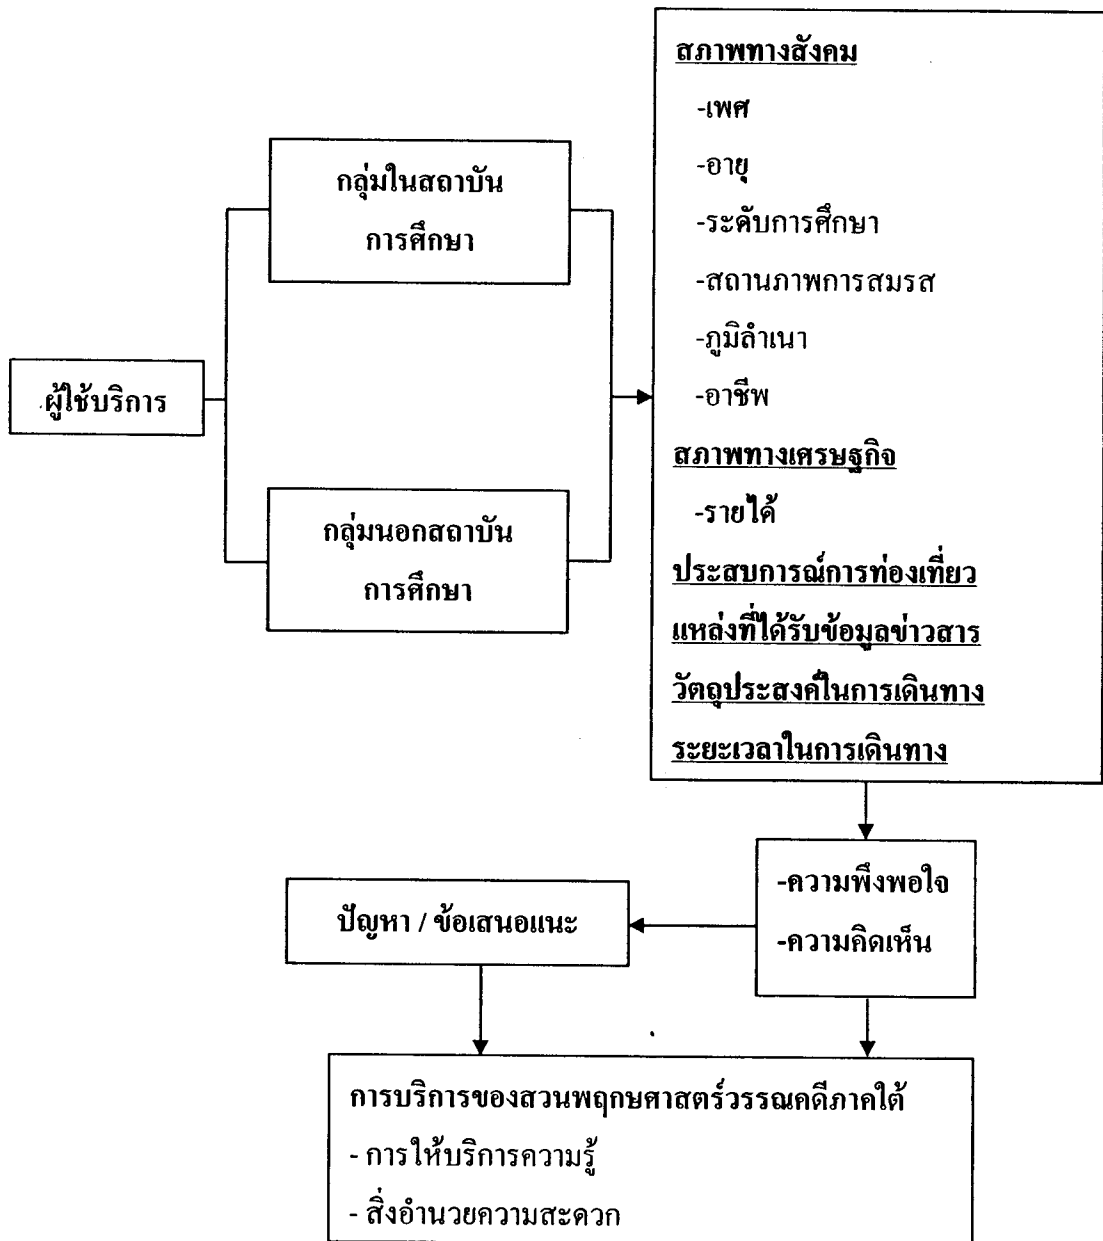 ผู้ใช้บริการ
กลุ่มในสถาบัน
การศึกษา
กลุ่มนอกสถาบัน
การศึกษา
สภาพทางสังคม
-เพศ
-อายุ
-ระดับการศึกษา
-สถานภาพการสมรส
-ภูมิลำเนา
-อาชีพ
สภาพทางเศรษฐกิจ
-รายได้
ประสบการณ์การท่องเที่ยว
แหล่งที่ได้รับข้อมูลข่าวสาร
วัตถุประสงค์ในการเดินทาง
ระยะเวลาในการเดินทาง
-ความพึงพอใจ
-ความคิดเห็น
ปัญหา / ข้อเสนอแนะ
การบริการของสวนพฤกษศาสตร์วรรณคดีภาคใต้
- การให้บริการความรู้
- สิ่งอำนวยความสะดวก